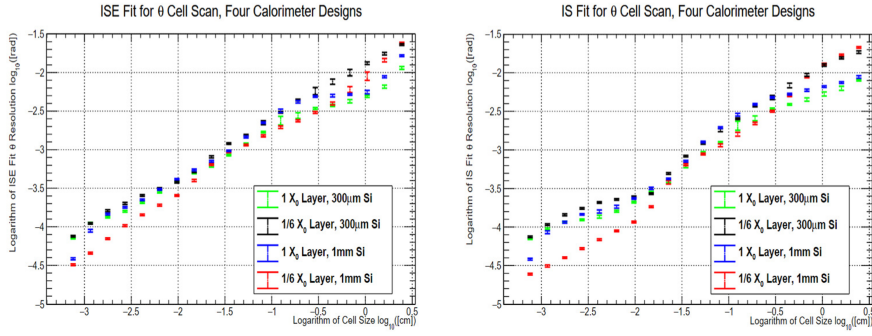 ISE Fit for θ Cell Scan, Four Calorimeter Designs
Logarithm of ISE Fit θ Resolution log10([rad])
−1.5
−2
−2.5
−3
−3.5
−4
−4.5
−5
1 X0 Layer, 300μm Si
1/6 X0 Layer, 300μm Si
1 X0 Layer, 1mm Si
1/6 X0 Layer, 1mm Si
−3 −2.5 −2 −1.5 −1 −0.5 0 0.5
Logarithm of Cell Size log10([cm])
IS Fit for θ Cell Scan, Four Calorimeter Designs
Logarithm of IS Fit θ Resolution log10([rad])
−1.5
−2
−2.5
−3
−3.5
−4
−4.5
−5
1 X0 Layer, 300μm Si
1/6 X0 Layer, 300μm Si
1 X0 Layer, 1mm Si
1/6 X0 Layer, 1mm Si
−3 −2.5 −2 −1.5 −1 −0.5 0 0.5
Logarithm of Cell Size log10([cm])